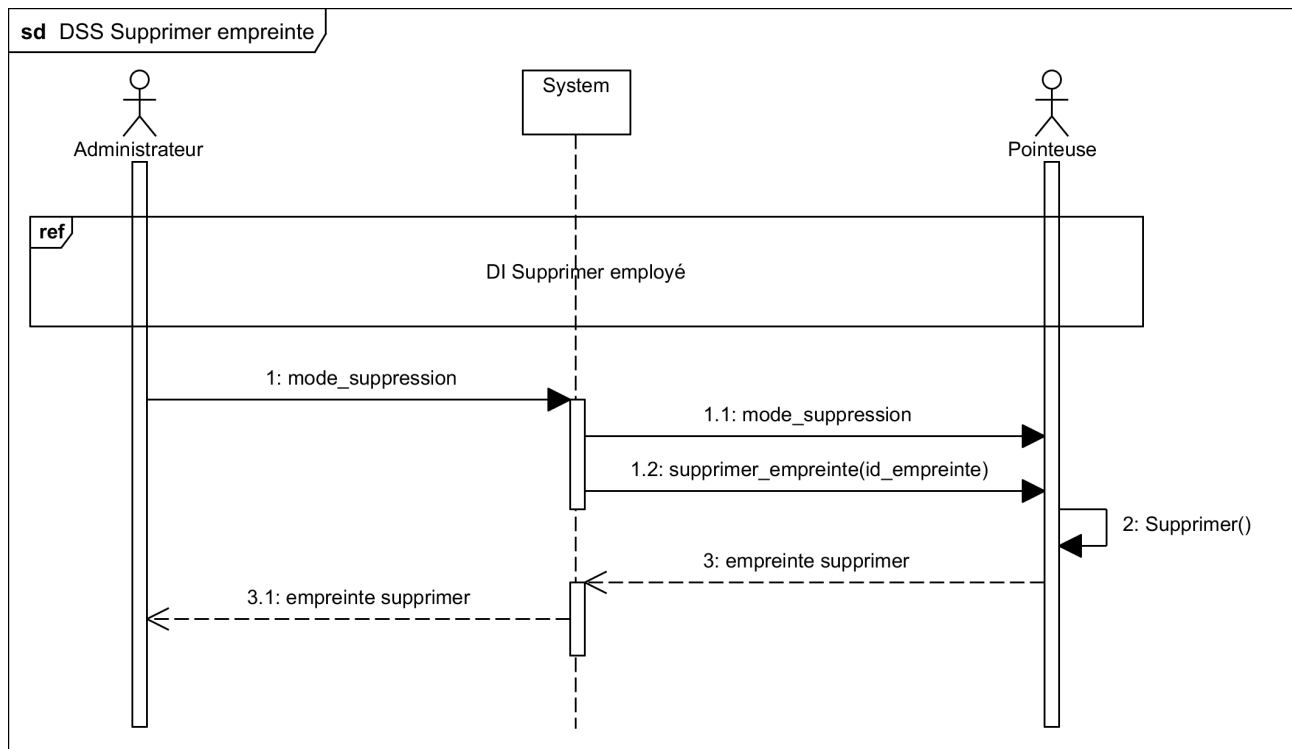 sd DSS Supprimer empreinte
System
Administrateur
Pointeuse
ref
DI Supprimer employé
1: mode_suppression
1.1: mode_suppression
1.2: supprimer_empreinte(id_empreinte)
2: Supprimer()
3: empreinte supprimer
3.1: empreinte supprimer